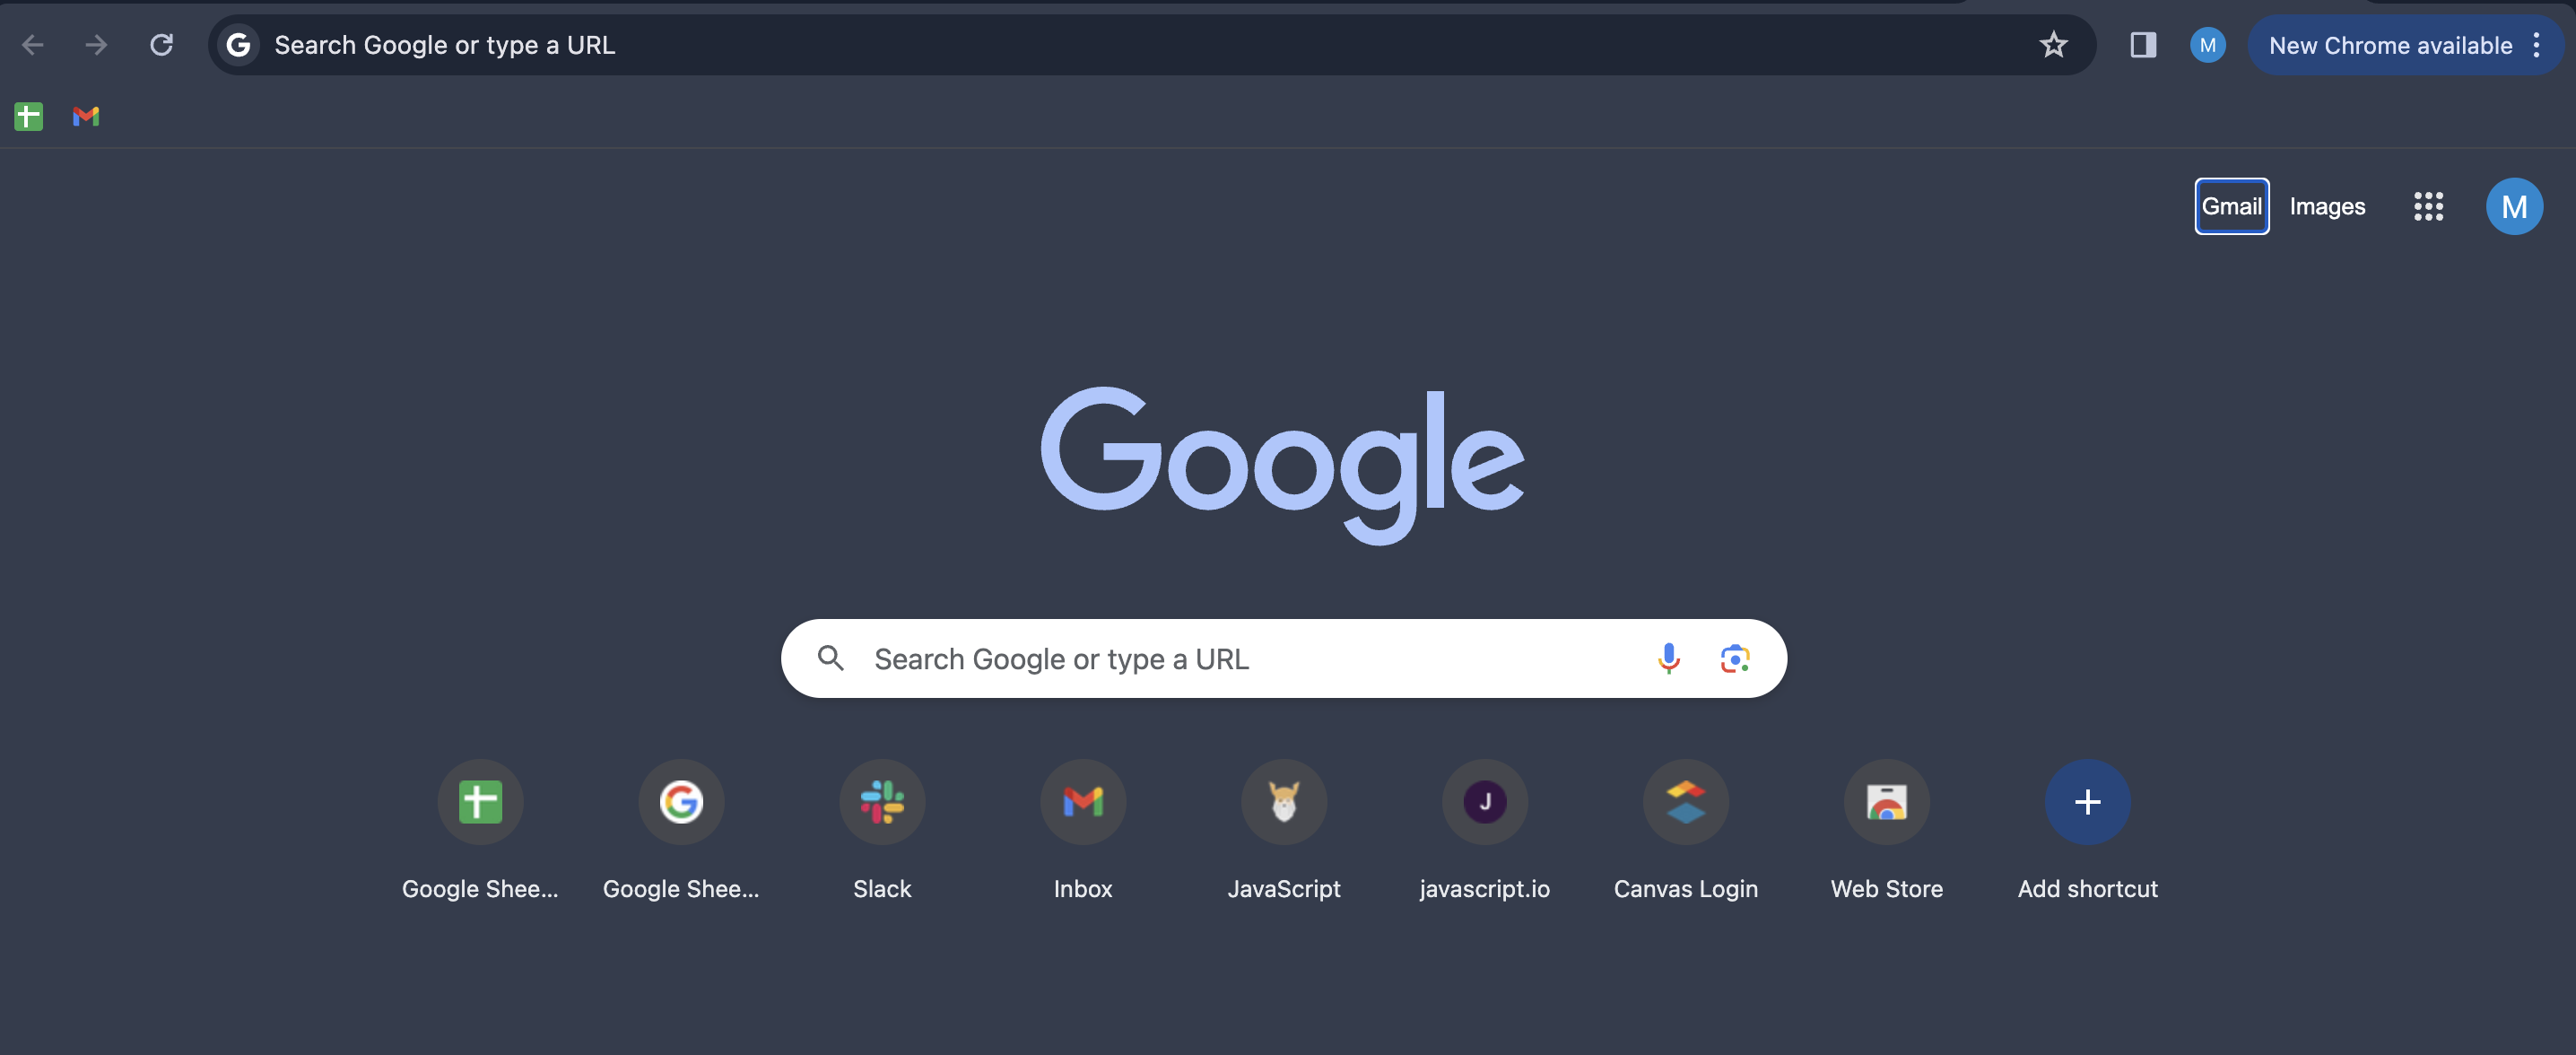 Search Google or type a URL
M
New Chrome available
Gmail
Images
M
Google
Search Google or type a URL
Google Shee...
Google Shee...
Slack
Inbox
JavaScript
J
javascript.io
Canvas Login
Web Store
Add shortcut